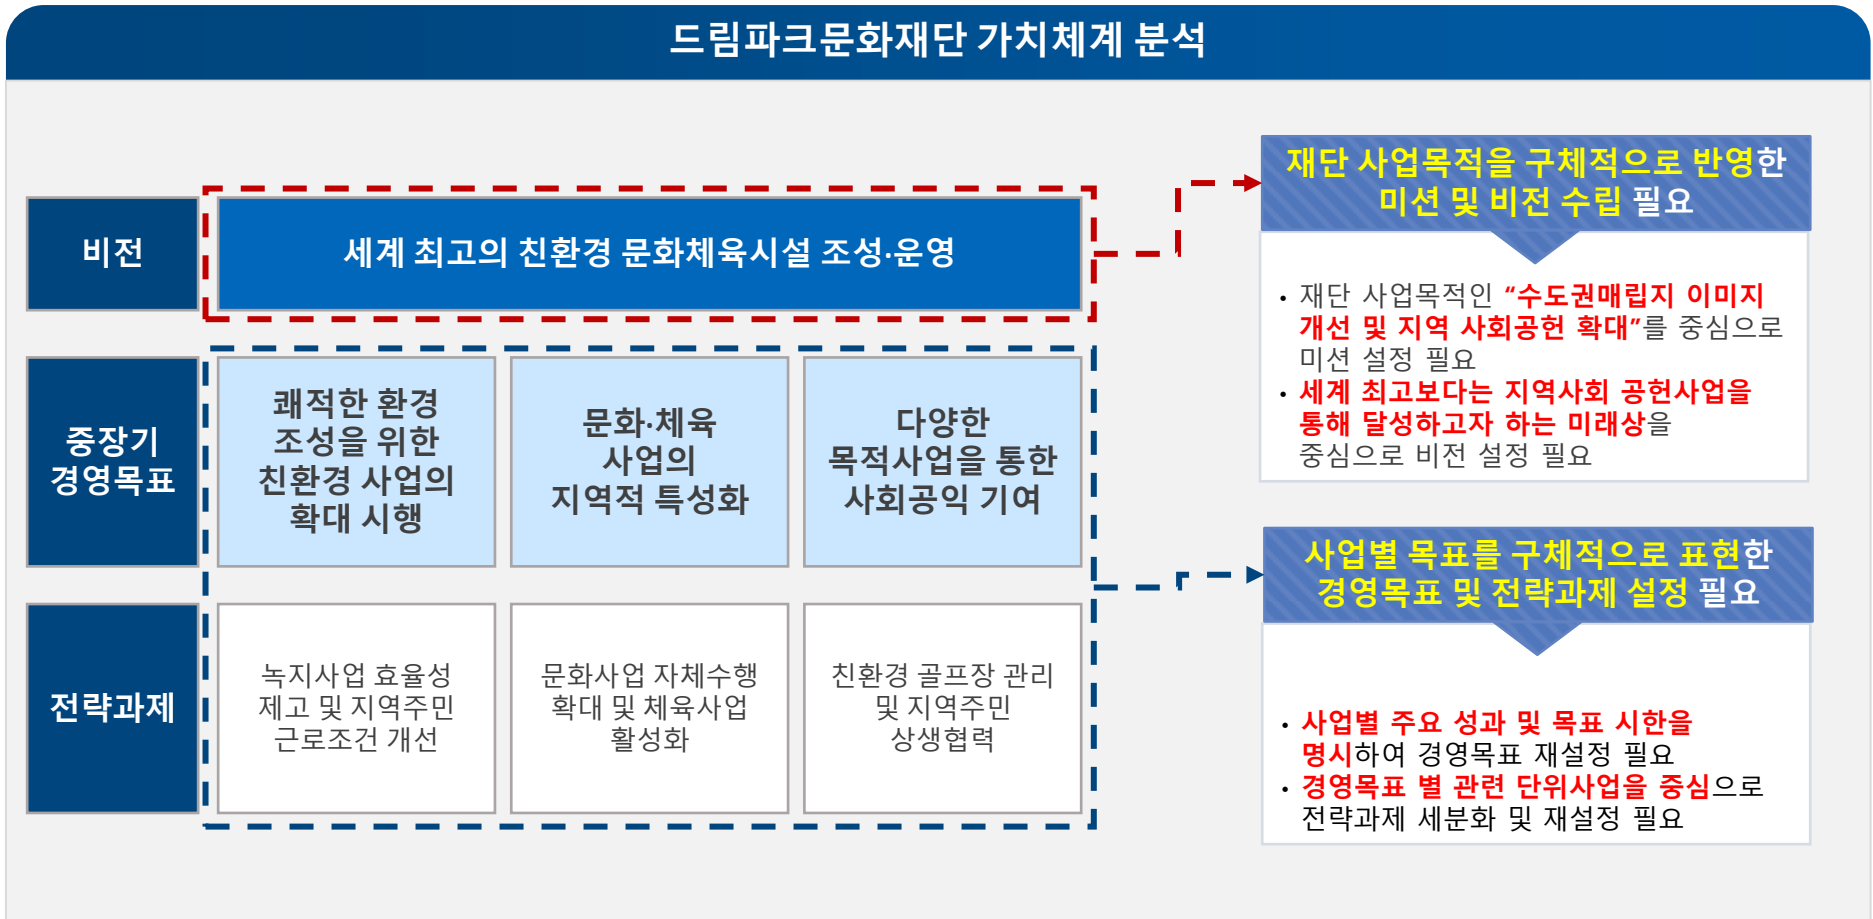 드림파크문화재단 가치체계 분석
비전
세계 최고의 친환경 문화체육시설 조성·운영
중장기
경영목표
쾌적한 환경
조성을 위한
친환경 사업의
확대 시행
문화·체육
사업의
지역적 특성화
다양한
목적사업을 통한
사회공익 기여
전략과제
녹지사업 효율성
제고 및 지역주민
근로조건 개선
문화사업 자체수행
확대 및 체육사업
활성화
친환경 골프장 관리
및 지역주민
상생협력
재단 사업목적을 구체적으로 반영한
미션 및 비전 수립 필요
• 재단 사업목적인 “수도권매립지 이미지
개선 및 지역 사회공헌 확대”를 중심으로
미션 설정 필요
• 세계 최고보다는 지역사회 공헌사업을
통해 달성하고자 하는 미래상을
중심으로 비전 설정 필요
사업별 목표를 구체적으로 표현한
경영목표 및 전략과제 설정 필요
• 사업별 주요 성과 및 목표 시한을
명시하여 경영목표 재설정 필요
• 경영목표 별 관련 단위사업을 중심으로
전략과제 세분화 및 재설정 필요